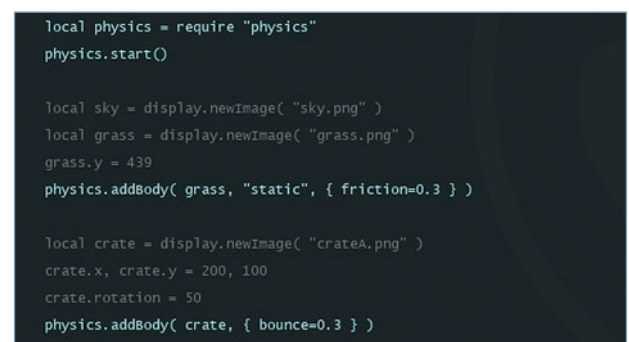 local physics = require "physics"
physics.start()
local sky = display.newImage( "sky.png" )
local grass = display.newImage( "grass.png" )
grass.y = 439
physics.addBody( grass, "static", { friction=0.3 } )
local crate = display.newImage( "crateA.png" )
crate.x, crate.y = 200, 100
crate.rotation = 50
physics.addBody( crate, { bounce=0.3 } )